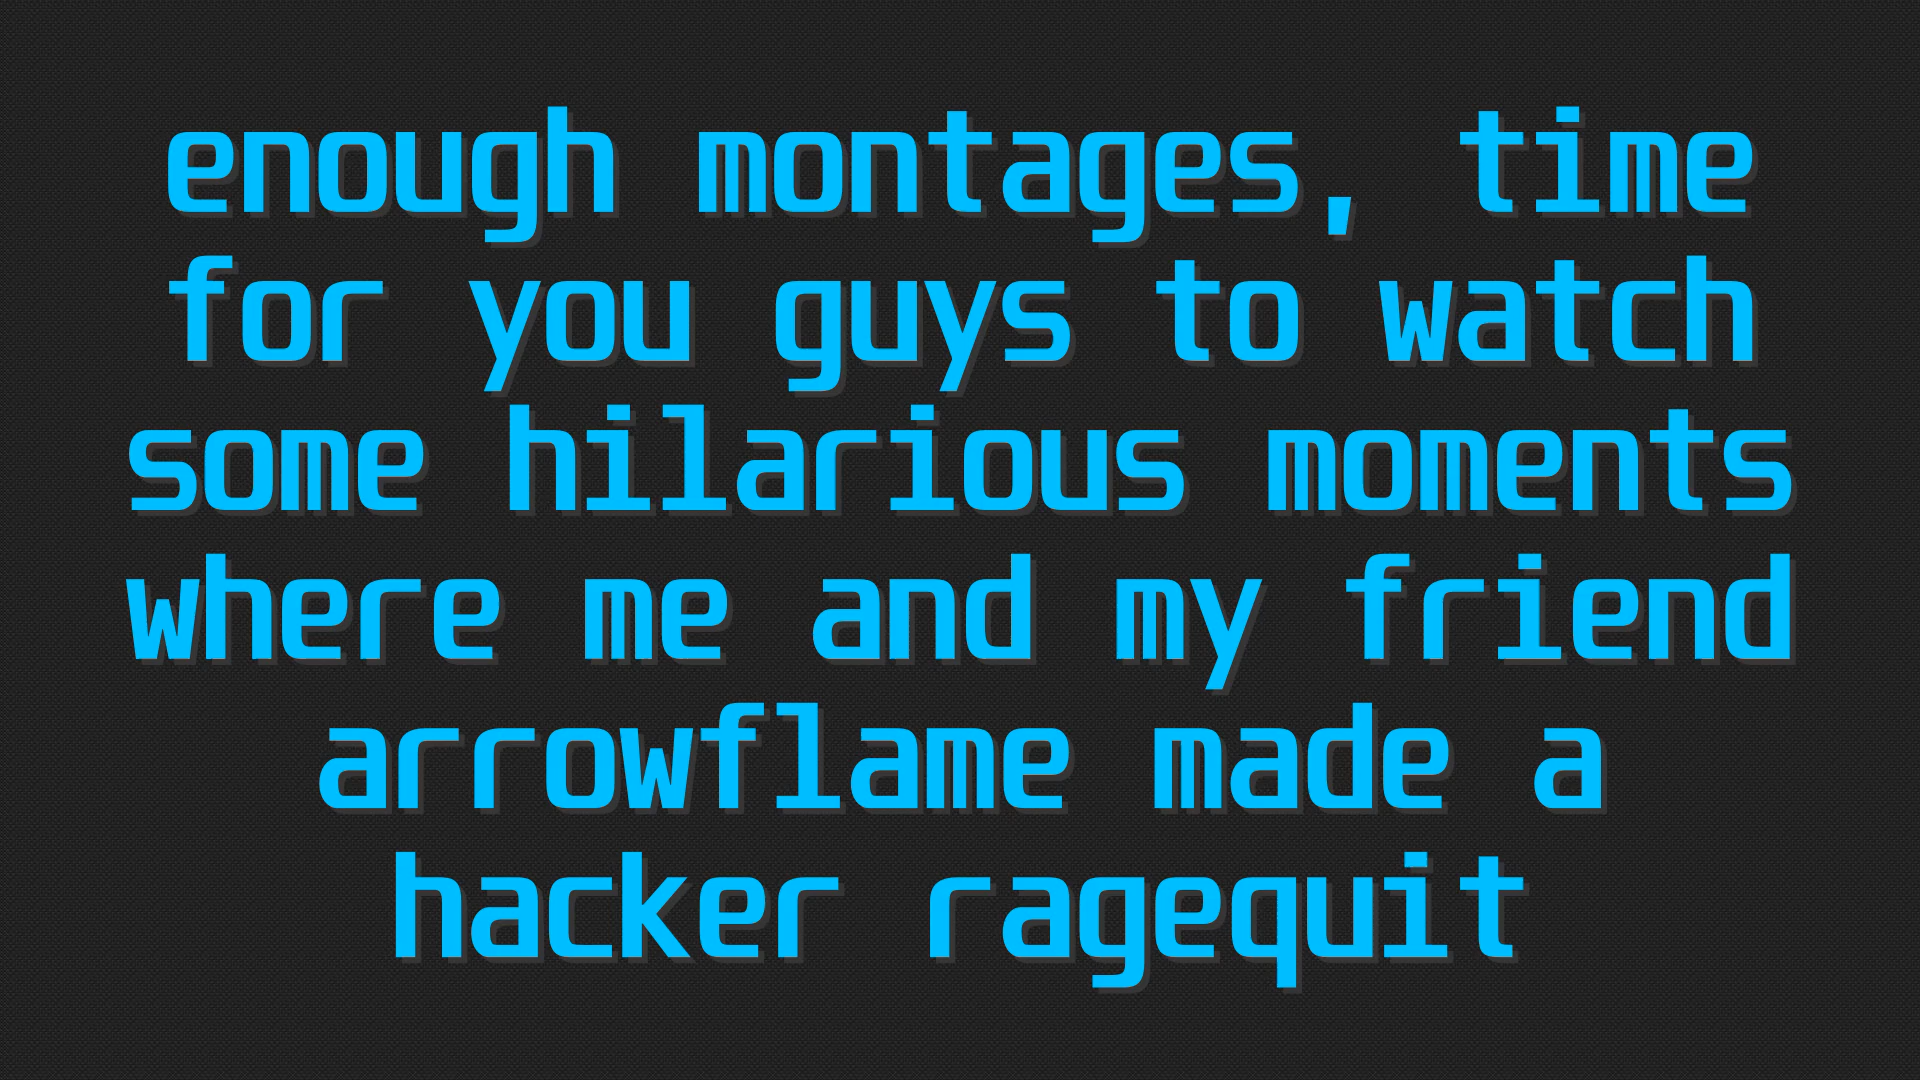 enough montages, time
for you guys to watch
some hilarious moments
where me and my friend
arrowflame made a
hacker ragequit